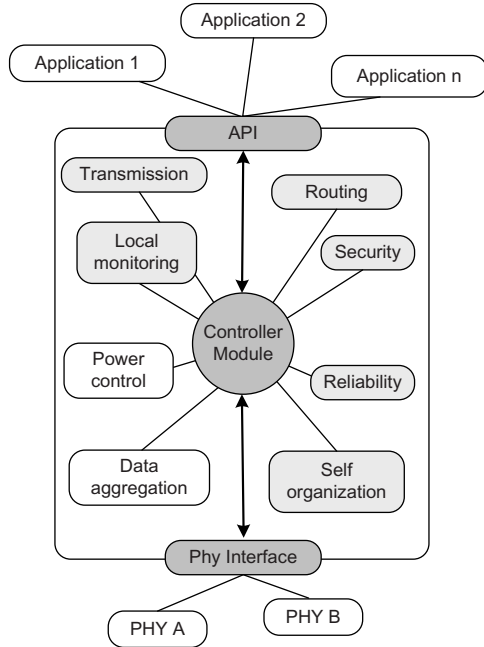 Application 2
Application 1
Application n
API
Transmission
Routing
Local
monitoring
Security
Controller
Module
Power
control
Reliability
Data
aggregation
Self
organization
Phy Interface
PHY A
PHY B